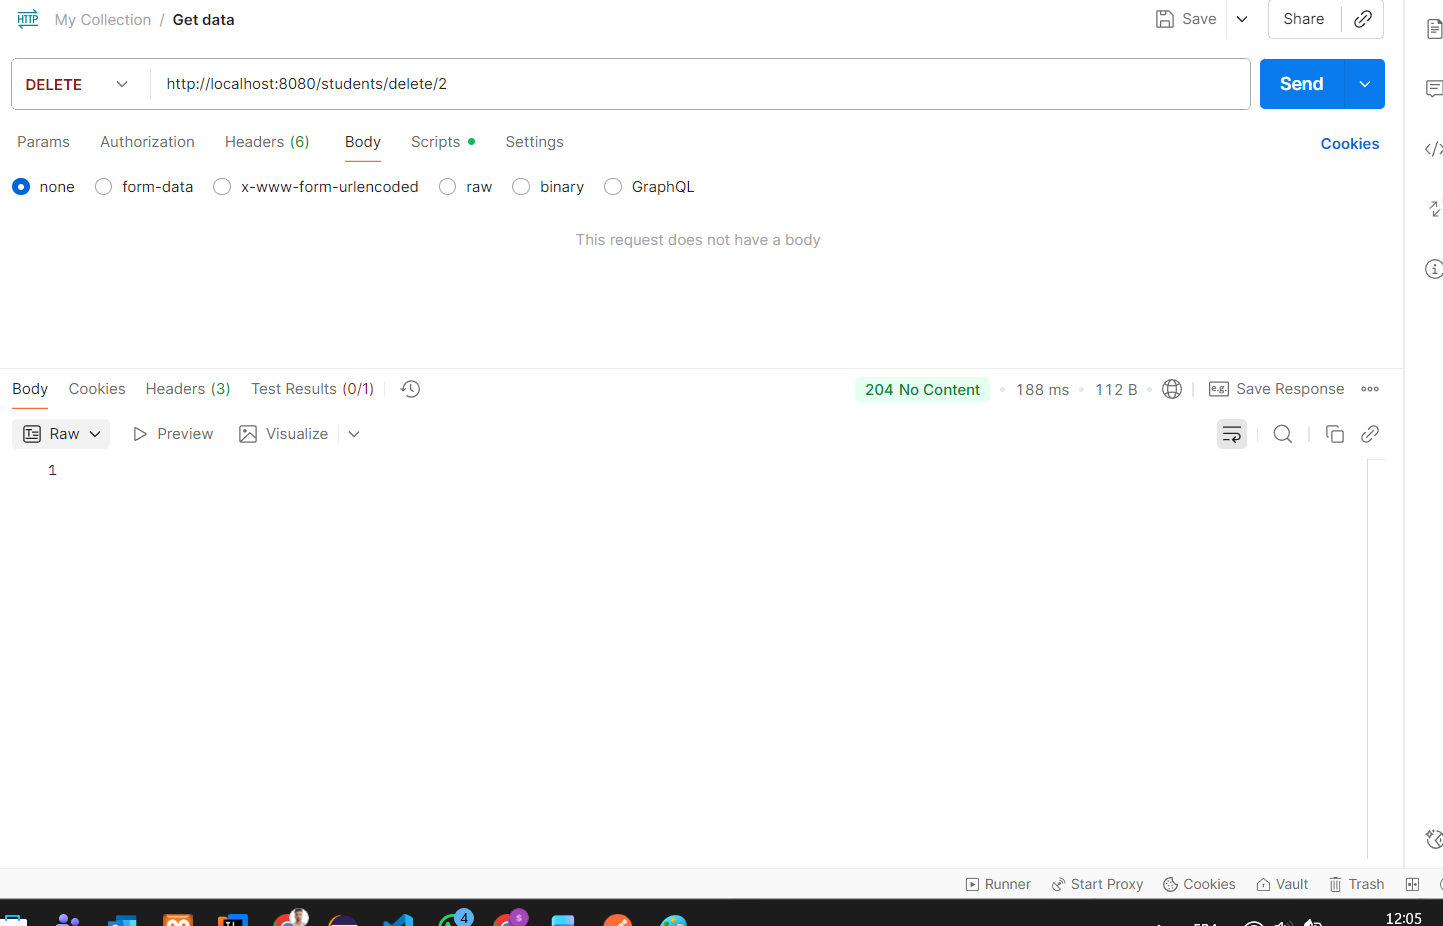 HTTP My Collection / Get data Save Share
DELETE http://localhost:8080/students/delete/2 Send
Params Authorization Headers (6) Body Scripts Settings Cookies
none form-data x-www-form-urlencoded raw binary GraphQL
This request does not have a body
Body Cookies Headers (3) Test Results (0/1) 204 No Content 188 ms 112 B e.g. Save Response
Raw Preview Visualize
1
Runner Start Proxy Cookies Vault Trash
4 s 12:05